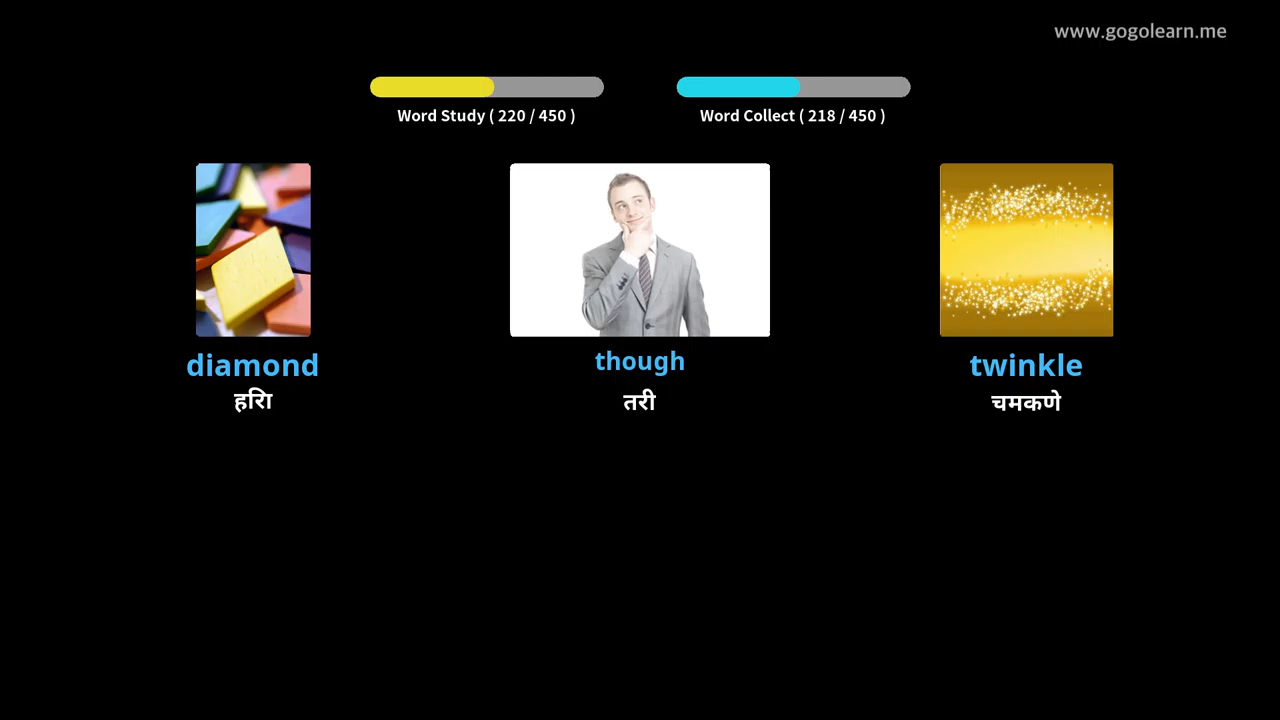 www.gogolearn.me
Word Study ( 220 / 450 )
Word Collect ( 218 / 450 )
diamond
though
twinkle
हिरा
तरी
चमकणे